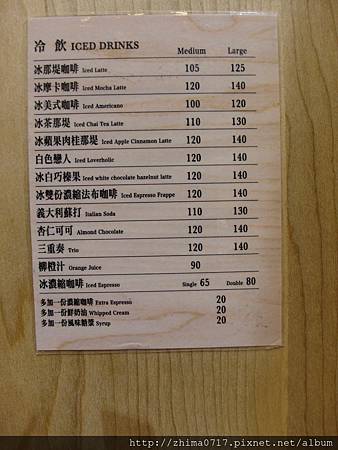 冷 飲 ICED DRINKS Medium Large
冰那堤咖啡 Iced Latte 105 125
冰摩卡咖啡 Iced Mocha Latte 120 140
冰美式咖啡 Iced Americano 100 120
冰茶那堤 Iced Chai Tea Latte 110 130
冰蘋果肉桂那堤 Iced Apple Cinnamon Latte 120 140
白色戀人 Iced Loverholic 120 140
冰白巧榛果 Iced white chocolate hazelnut latte 120 140
冰雙份濃縮法布咖啡 Iced Espresso Frappe 120 140
義大利蘇打 Italian Soda 110 130
杏仁可可 Almond Chocolate 120 140
三重奏 Trio 120 140
柳橙汁 Orange Juice 90
冰濃縮咖啡 Iced Espresso Single 65 Double 80
多加一份濃縮咖啡 Extra Espresso 20
多加一份鮮奶油 Whipped Cream 20
多加一份風味糖漿 Syrup 20
http://zhima0717.pixnet.net/album